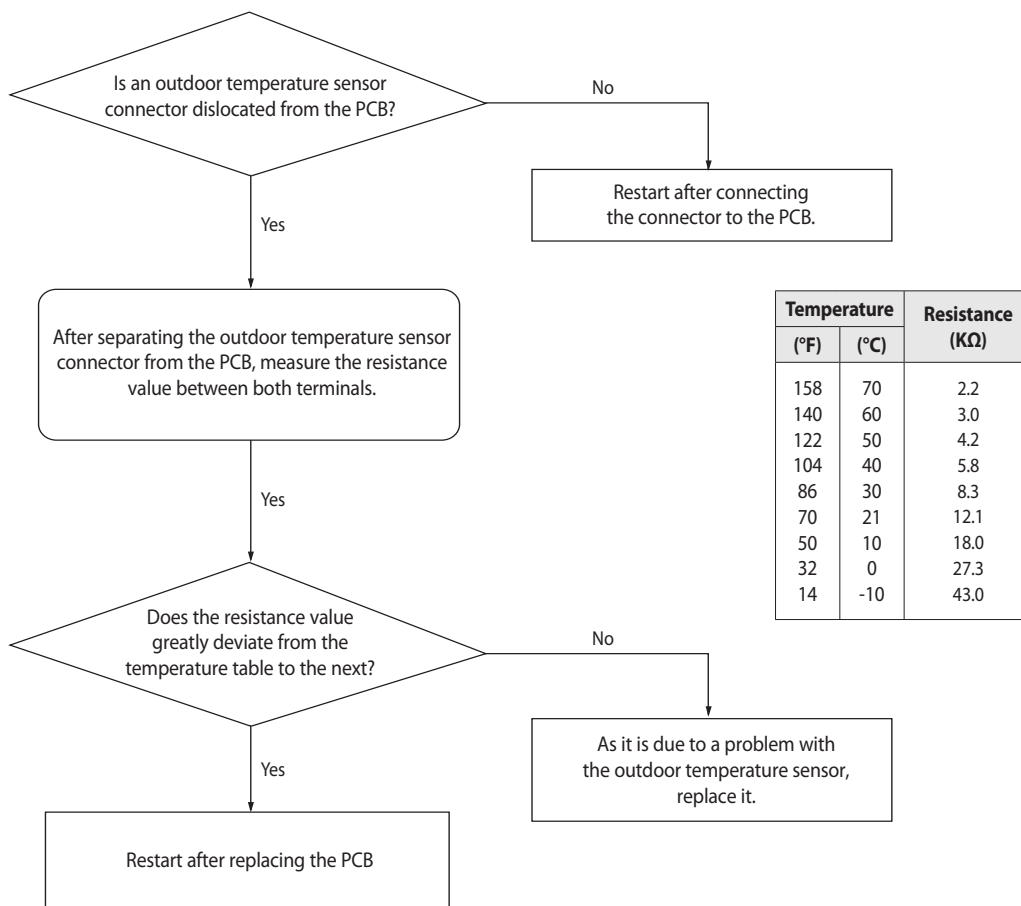 Is an outdoor temperature sensor
connector dislocated from the PCB?
No
Restart after connecting
the connector to the PCB.
Yes
After separating the outdoor temperature sensor
connector from the PCB, measure the resistance
value between both terminals.
Yes
Does the resistance value
greatly deviate from the
temperature table to the next?
No
As it is due to a problem with
the outdoor temperature sensor,
replace it.
Yes
Restart after replacing the PCB
Temperature Resistance
(°F) (°C) (KΩ)
158 70 2.2
140 60 3.0
122 50 4.2
104 40 5.8
86 30 8.3
70 21 12.1
50 10 18.0
32 0 27.3
14 -10 43.0